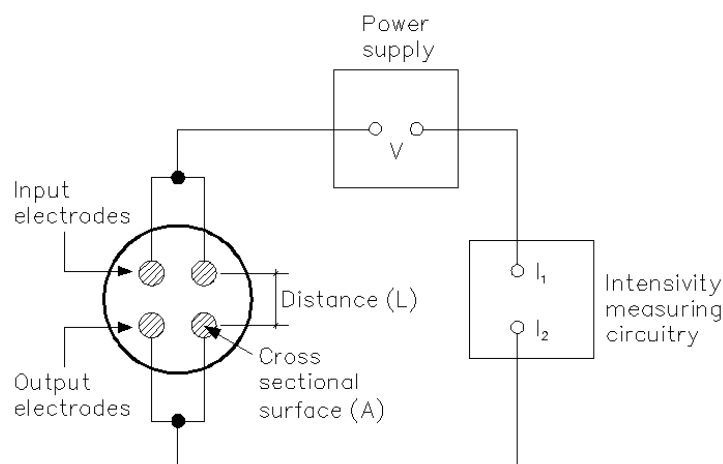 Power
supply
V
Input
electrodes
Distance (L)
I₁
I₂
Intensivity
measuring
circuitry
Output
electrodes
Cross
sectional
surface (A)